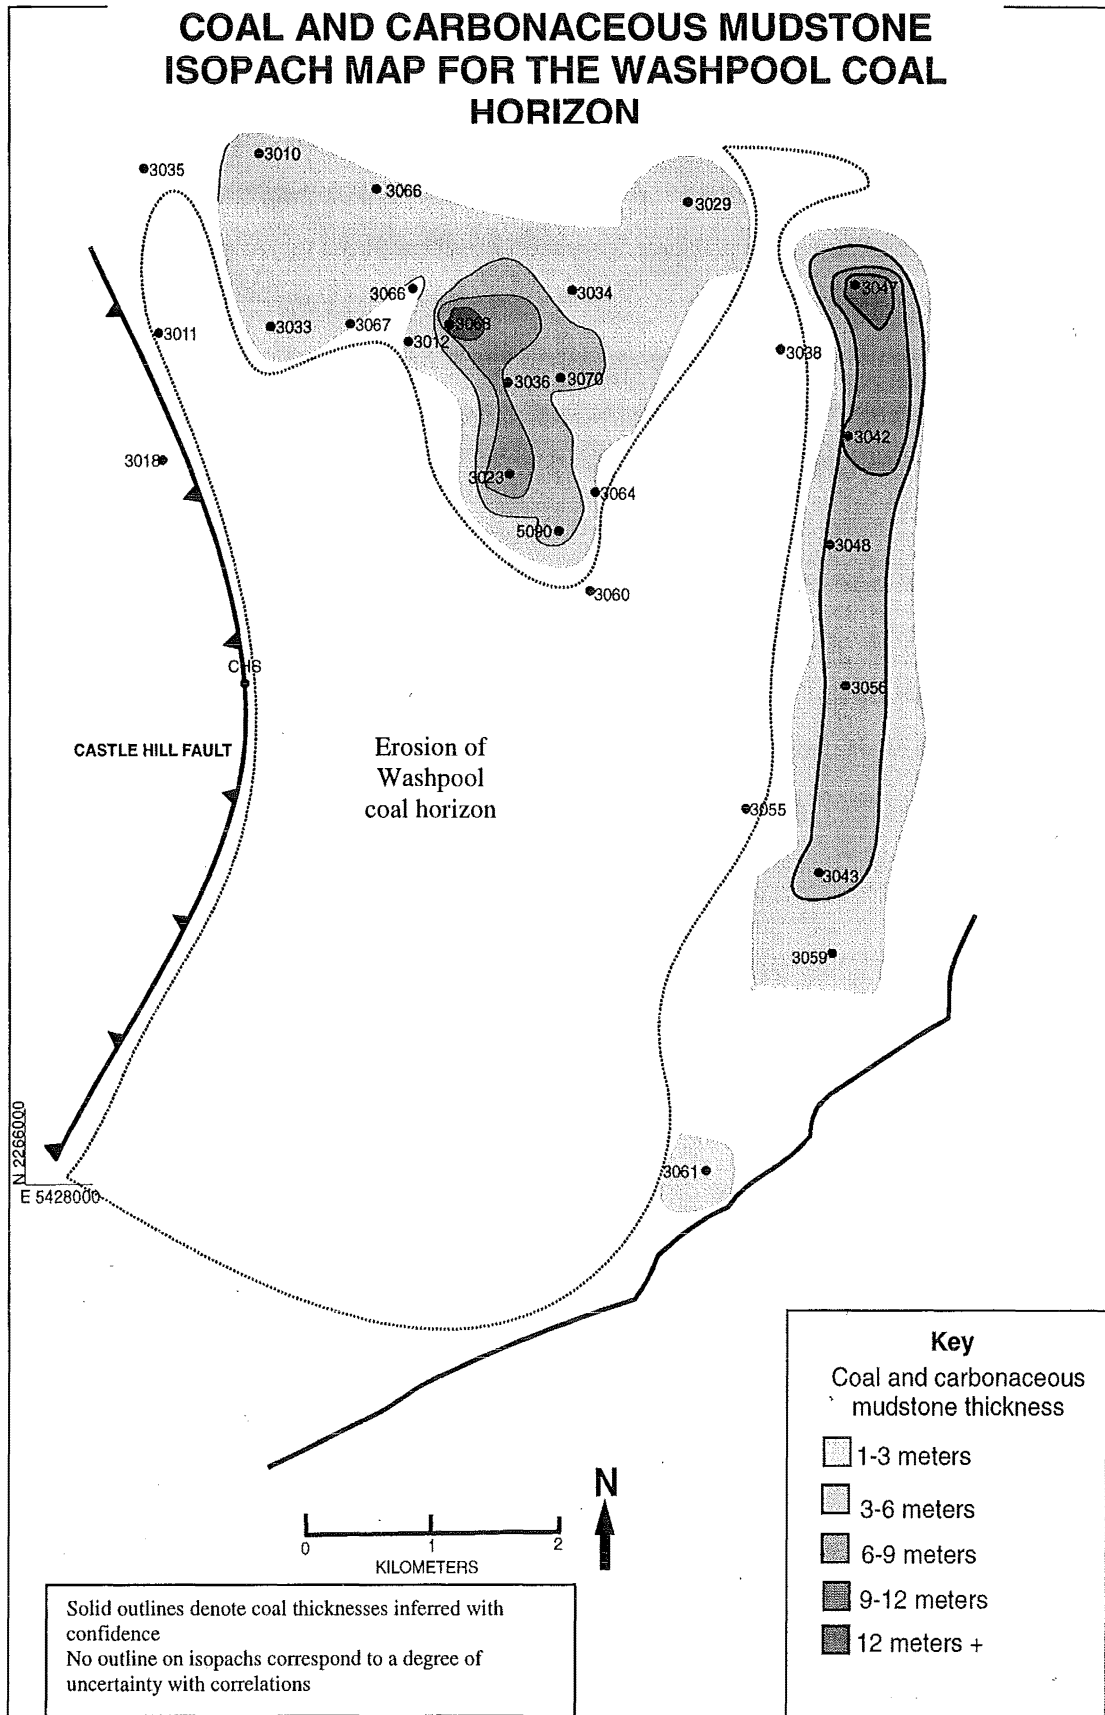 COAL AND CARBONACEOUS MUDSTONE
ISOPACH MAP FOR THE WASHPOOL COAL
HORIZON
3035
3010
3066
3029
3066
3034
3047
3011
3033
3067
3068
3012
3038
3036
3070
3042
3018
3023
3064
5090
3048
3060
CHS
3056
CASTLE HILL FAULT
Erosion of
Washpool
coal horizon
3055
3043
3059
N 2266000
3061
E 5428000
Key
Coal and carbonaceous
mudstone thickness
1-3 meters
3-6 meters
6-9 meters
9-12 meters
12 meters +
N
0 1 2
KILOMETERS
Solid outlines denote coal thicknesses inferred with
confidence
No outline on isopachs correspond to a degree of
uncertainty with correlations